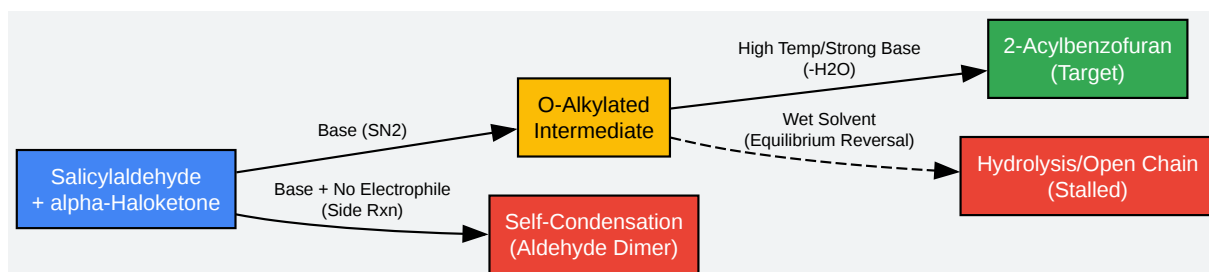 Salicylaldehyde
+ alpha-Haloketone
Base (SN2)
Base + No Electrophile
(Side Rxn)
O-Alkylated
Intermediate
Self-Condensation
(Aldehyde Dimer)
High Temp/Strong Base
(-H2O)
Wet Solvent
(Equilibrium Reversal)
2-Acylbenzofuran
(Target)
Hydrolysis/Open Chain
(Stalled)